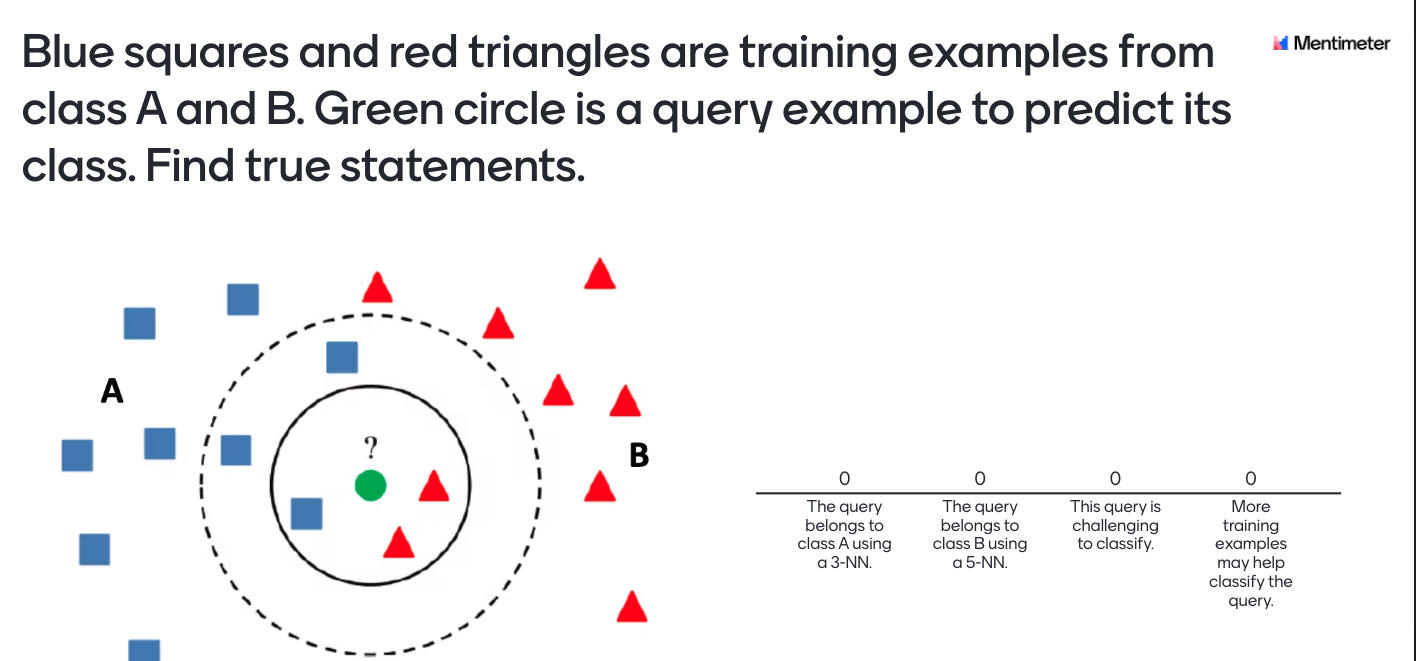 Blue squares and red triangles are training examples from
Mentimeter
class A and B. Green circle is a query example to predict its
class. Find true statements.
A
?
B
0 0 0 0
The query
belongs to
class A using
a 3-NN.
The query
belongs to
class B using
a 5-NN.
This query is
challenging
to classify.
More
training
examples
may help
classify the
query.